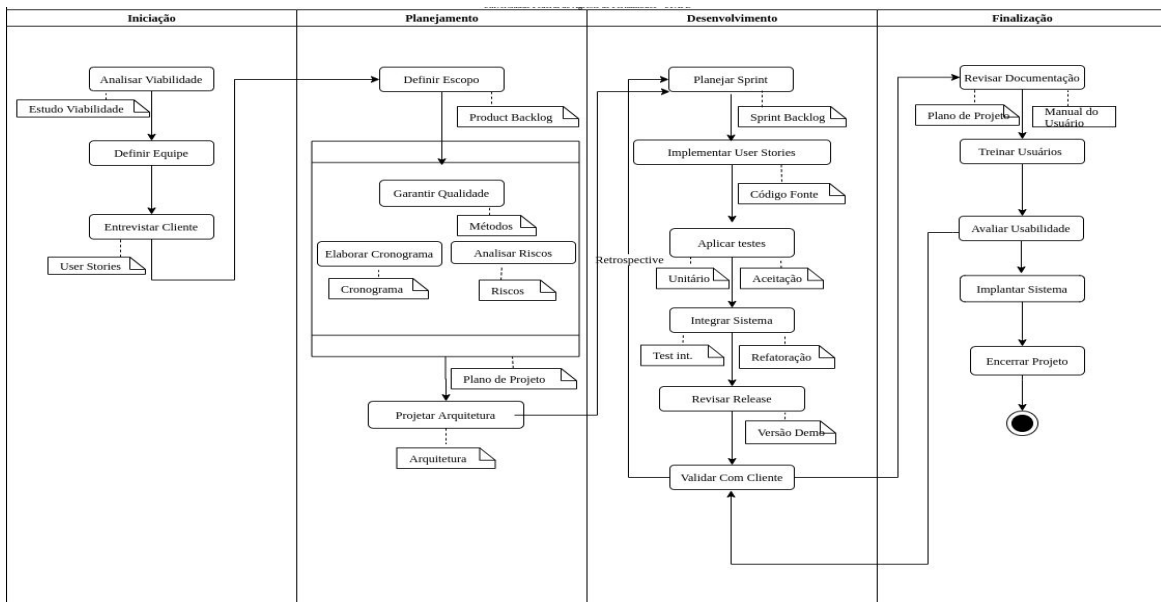 Iniciação
Planejamento
Desenvolvimento
Finalização
Analisar Viabilidade
Estudo Viabilidade
Definir Equipe
Entrevistar Cliente
User Stories
Definir Escopo
Product Backlog
Garantir Qualidade
Métodos
Elaborar Cronograma
Analisar Riscos
Cronograma
Riscos
Plano de Projeto
Projetar Arquitetura
Arquitetura
Planejar Sprint
Sprint Backlog
Implementar User Stories
Código Fonte
Aplicar testes
Retrospective
Unitário
Aceitação
Integrar Sistema
Test int.
Refatoração
Revisar Release
Versão Demo
Validar Com Cliente
Revisar Documentação
Plano de Projeto
Manual do
Usuário
Treinar Usuários
Avaliar Usabilidade
Implantar Sistema
Encerrar Projeto